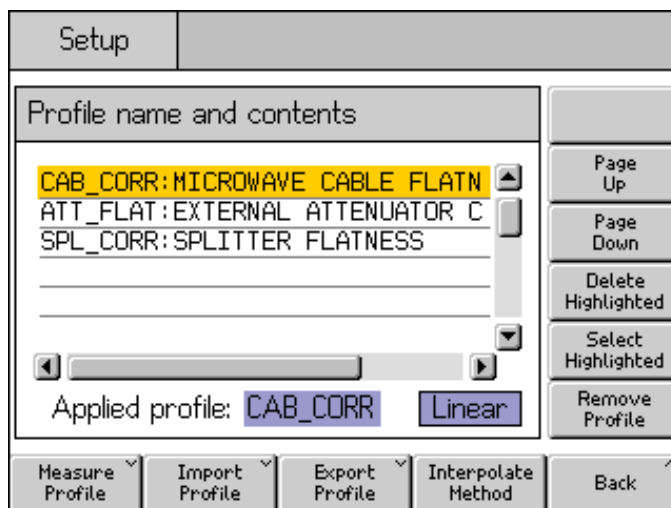 Setup
Profile name and contents
CAB_CORR:MICROWAVE CABLE FLATN
ATT_FLAT:EXTERNAL ATTENUATOR C
SPL_CORR:SPLITTER FLATNESS
Applied profile: CAB_CORR Linear
Page
Up
Page
Down
Delete
Highlighted
Select
Highlighted
Remove
Profile
Measure
Profile
Import
Profile
Export
Profile
Interpolate
Method
Back